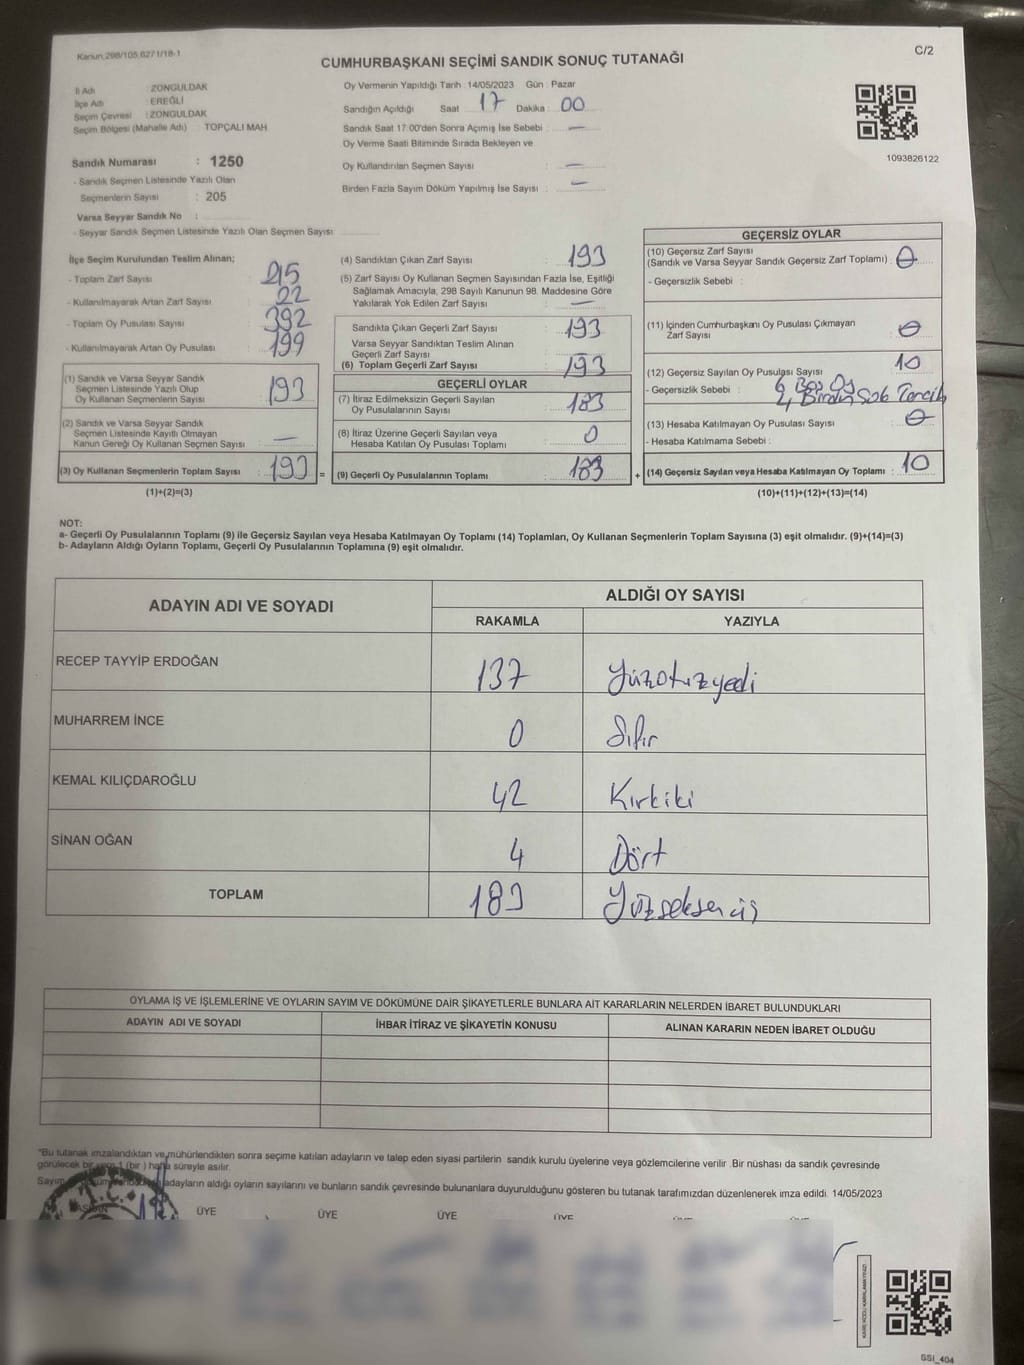 Kanun:298/105,6271/18-1
C/2
CUMHURBAŞKANI SEÇİMİ SANDIK SONUÇ TUTANAĞI
İl Adı : ZONGULDAK
İlçe Adı : EREĞLİ
Seçim Çevresi : ZONGULDAK
Seçim Bölgesi (Mahalle Adı) : TOPÇALI MAH
Sandık Numarası : 1250
- Sandık Seçmen Listesinde Yazılı Olan
Seçmenlerin Sayısı : 205
Varsa Seyyar Sandık No :
- Seyyar Sandık Seçmen Listesinde Yazılı Olan Seçmen Sayısı
Oy Vermenin Yapıldığı Tarih : 14/05/2023 Gün : Pazar
Sandığın Açıldığı Saat 17 Dakika : 00
Sandık Saat 17:00'den Sonra Açımış İse Sebebi : —
Oy Verme Saati Bitiminde Sırada Bekleyen ve
Oy Kullandırılan Seçmen Sayısı : —
Birden Fazla Sayım Döküm Yapılmış İse Sayısı : —
1093826122
İlçe Seçim Kurulundan Teslim Alınan;
- Toplam Zarf Sayısı : 215
- Kullanılmayarak Artan Zarf Sayısı : 22
- Toplam Oy Pusulası Sayısı : 392
- Kullanılmayarak Artan Oy Pusulası : 199
(1) Sandık ve Varsa Seyyar Sandık
Seçmen Listesinde Yazılı Olup
Oy Kullanan Seçmenlerin Sayısı : 193
(2) Sandık ve Varsa Seyyar Sandık
Seçmen Listesinde Kayıtlı Olmayan
Kanun Gereği Oy Kullanan Seçmen Sayısı : —
(3) Oy Kullanan Seçmenlerin Toplam Sayısı : 193 =
(1)+(2)=(3)
(4) Sandıktan Çıkan Zarf Sayısı : 193
(5) Zarf Sayısı Oy Kullanan Seçmen Sayısından Fazla İse, Eşitliği
Sağlamak Amacıyla, 298 Sayılı Kanunun 98. Maddesine Göre
Yakılarak Yok Edilen Zarf Sayısı : —
Sandıkta Çıkan Geçerli Zarf Sayısı : 193
Varsa Seyyar Sandıktan Teslim Alınan
Geçerli Zarf Sayısı :
(6) Toplam Geçerli Zarf Sayısı : 193
GEÇERLİ OYLAR
(7) İtiraz Edilmeksizin Geçerli Sayılan
Oy Pusulalarının Sayısı : 183
(8) İtiraz Üzerine Geçerli Sayılan veya
Hesaba Katılan Oy Pusulası Toplamı : 0
(9) Geçerli Oy Pusulalarının Toplamı : 183 +
GEÇERSİZ OYLAR
(10) Geçersiz Zarf Sayısı
(Sandık ve Varsa Seyyar Sandık Geçersiz Zarf Toplamı) : 0
- Geçersizlik Sebebi :
(11) İçinden Cumhurbaşkanı Oy Pusulası Çıkmayan
Zarf Sayısı : 0
(12) Geçersiz Sayılan Oy Pusulası Sayısı : 10
- Geçersizlik Sebebi : 6 Boş Oy
4 Birden Çok Tercih
(13) Hesaba Katılmayan Oy Pusulası Sayısı : 0
- Hesaba Katılmama Sebebi :
(14) Geçersiz Sayılan veya Hesaba Katılmayan Oy Toplamı : 10
(10)+(11)+(12)+(13)=(14)
NOT:
a- Geçerli Oy Pusulalarının Toplamı (9) ile Geçersiz Sayılan veya Hesaba Katılmayan Oy Toplamı (14) Toplamları, Oy Kullanan Seçmenlerin Toplam Sayısına (3) eşit olmalıdır. (9)+(14)=(3)
b- Adayların Aldığı Oyların Toplamı, Geçerli Oy Pusulalarının Toplamına (9) eşit olmalıdır.
ADAYIN ADI VE SOYADI
ALDIĞI OY SAYISI
RAKAMLA YAZIYLA
RECEP TAYYİP ERDOĞAN 137 Yüzotuzyedi
MUHARREM İNCE 0 Sıfır
KEMAL KILIÇDAROĞLU 42 Kırkiki
SİNAN OĞAN 4 Dört
TOPLAM 183 Yüzseksenüç
OYLAMA İŞ VE İŞLEMLERİNE VE OYLARIN SAYIM VE DÖKÜMÜNE DAİR ŞİKAYETLERLE BUNLARA AİT KARARLARIN NELERDEN İBARET BULUNDUKLARI
ADAYIN ADI VE SOYADI İHBAR İTİRAZ VE ŞİKAYETİN KONUSU ALINAN KARARIN NEDEN İBARET OLDUĞU
"Bu tutanak imzalandıktan ve mühürlendikten sonra seçime katılan adayların ve talep eden siyasi partilerin sandık kurulu üyelerine veya gözlemcilerine verilir .Bir nüshası da sandık çevresinde
görülecek bir yere 1 (bir ) hafta süreyle asılır.
adayların aldığı oyların sayılarını ve bunların sandık çevresinde bulunanlara duyurulduğunu gösteren bu tutanak tarafımızdan düzenlenerek imza edildi. 14/05/2023
BAŞKAN ÜYE ÜYE ÜYE ÜYE
SSI_404